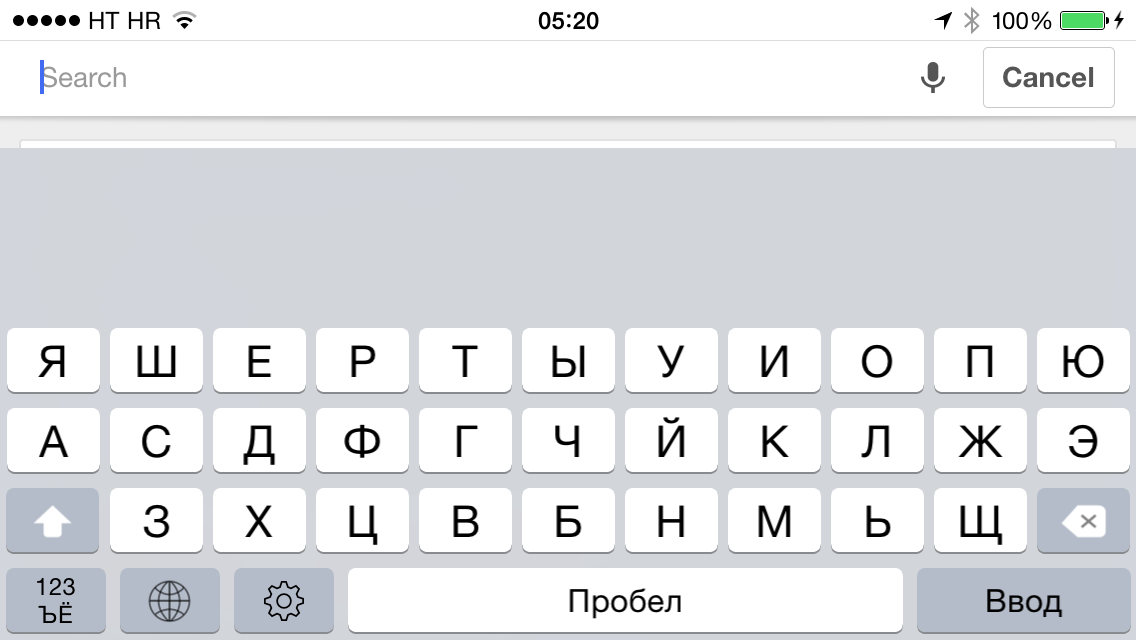 HT HR 05:20 100%
Search Cancel
Я Ш Е Р Т Ы У И О П Ю
А С Д Ф Г Ч Й К Л Ж Э
З Х Ц В Б Н М Ь Щ
123
ЪЁ Пробел Ввод